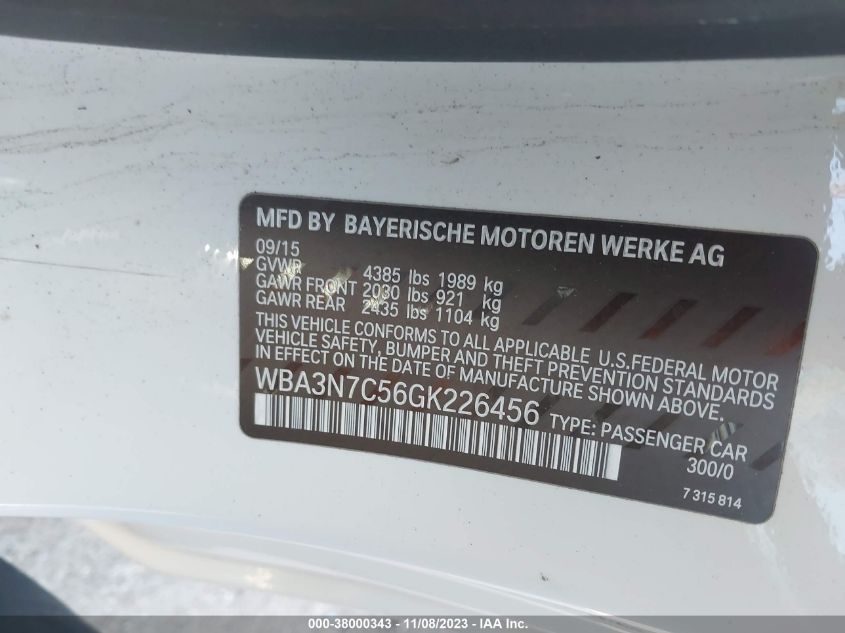 MFD BY BAYERISCHE MOTOREN WERKE AG
09/15
GVWR 4385 lbs 1989 kg
GAWR FRONT 2030 lbs 921 kg
GAWR REAR 2435 lbs 1104 kg
THIS VEHICLE CONFORMS TO ALL APPLICABLE U.S.FEDERAL MOTOR
VEHICLE SAFETY, BUMPER AND THEFT PREVENTION STANDARDS
IN EFFECT ON THE DATE OF MANUFACTURE SHOWN ABOVE.
WBA3N7C56GK226456 TYPE: PASSENGER CAR
300/0
7 315 814
000-38000343 - 11/08/2023 - IAA Inc.